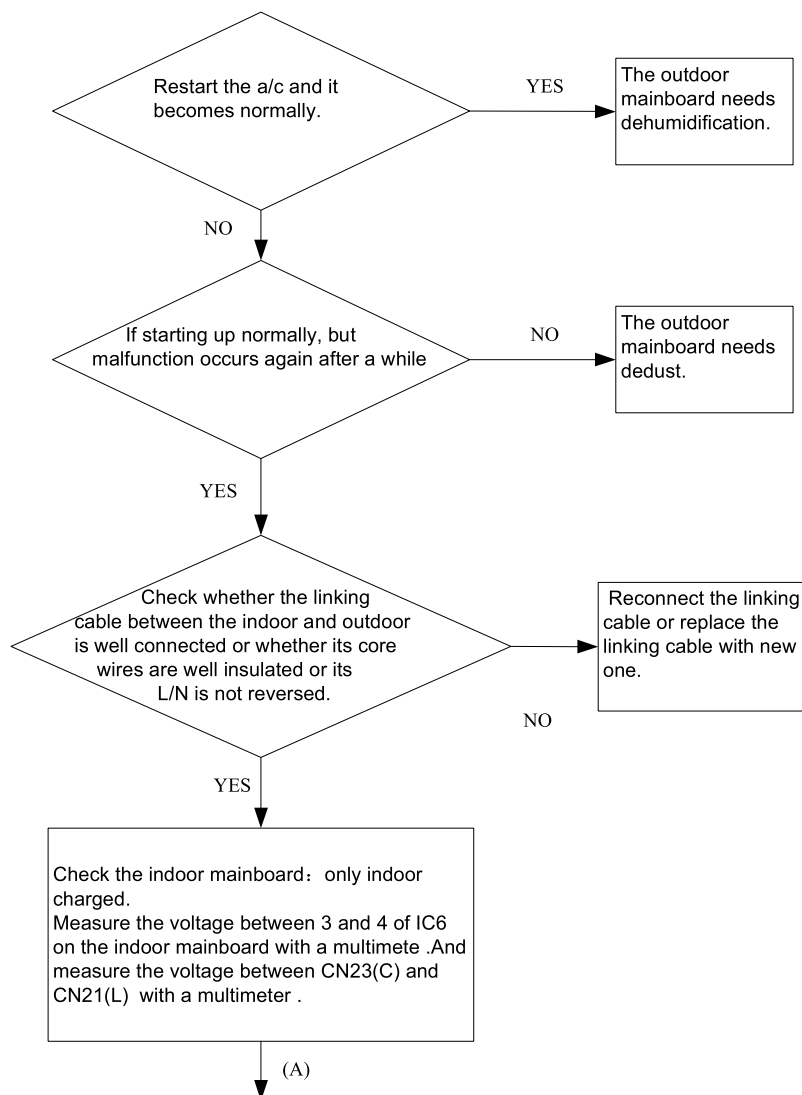 Restart the a/c and it
becomes normally.
YES
The outdoor
mainboard needs
dehumidification.
NO
If starting up normally, but
malfunction occurs again after a while
NO
The outdoor
mainboard needs
dedust.
YES
Check whether the linking
cable between the indoor and outdoor
is well connected or whether its core
wires are well insulated or its
L/N is not reversed.
NO
Reconnect the linking
cable or replace the
linking cable with new
one.
YES
Check the indoor mainboard：only indoor
charged.
Measure the voltage between 3 and 4 of IC6
on the indoor mainboard with a multimete .And
measure the voltage between CN23(C) and
CN21(L) with a multimeter .
(A)